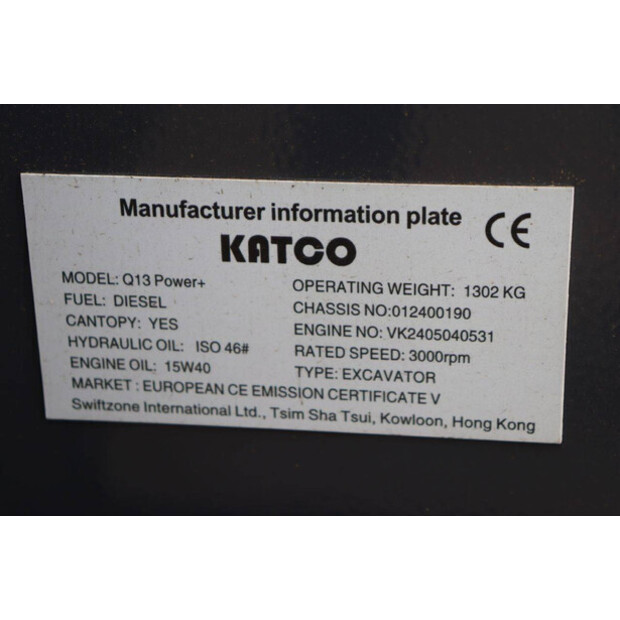 Manufacturer information plate
CE
KATCO
MODEL: Q13 Power+
FUEL: DIESEL
CANTOPY: YES
HYDRAULIC OIL: ISO 46#
ENGINE OIL: 15W40
OPERATING WEIGHT: 1302 KG
CHASSIS NO:012400190
ENGINE NO: VK2405040531
RATED SPEED: 3000rpm
TYPE: EXCAVATOR
MARKET : EUROPEAN CE EMISSION CERTIFICATE V
Swiftzone International Ltd., Tsim Sha Tsui, Kowloon, Hong Kong